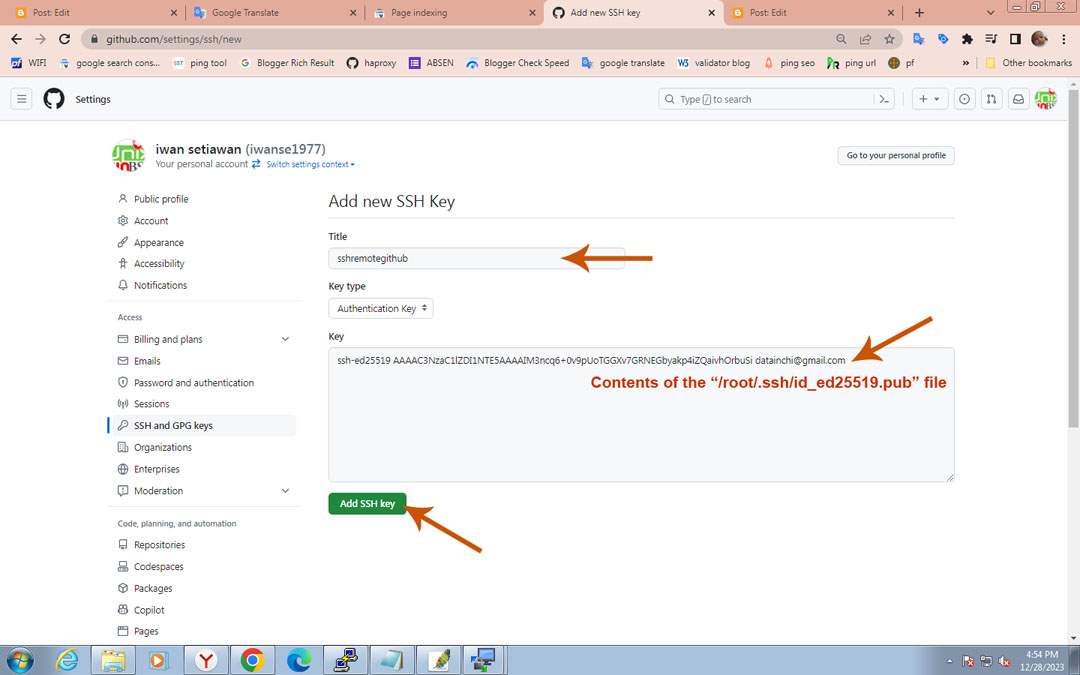 Post: Edit
Google Translate
Page indexing
Add new SSH key
Post: Edit
github.com/settings/ssh/new
WIFI
google search cons...
ping tool
Blogger Rich Result
haproxy
ABSEN
Blogger Check Speed
google translate
validator blog
ping seo
ping url
pf
»
Other bookmarks
Settings
Type / to search
iwan setiawan (iwanse1977)
Your personal account
Switch settings context
Go to your personal profile
Public profile
Account
Appearance
Accessibility
Notifications
Access
Billing and plans
Emails
Password and authentication
Sessions
SSH and GPG keys
Organizations
Enterprises
Moderation
Code, planning, and automation
Repositories
Codespaces
Packages
Copilot
Pages
Add new SSH Key
Title
sshremotegithub
Key type
Authentication Key
Key
ssh-ed25519 AAAAC3NzaC1lZDI1NTE5AAAAIM3ncq6+0v9pUoTGGXv7GRNEGbyakp4iZQaivhOrbuSi datainchi@gmail.com
Contents of the “/root/.ssh/id_ed25519.pub” file
Add SSH key
4:54 PM
12/28/2023